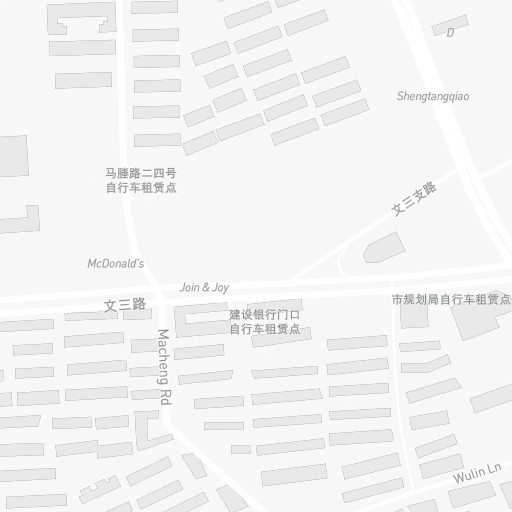 D
Shengtangqiao
马塍路二四号
自行车租赁点
文三支路
McDonald's
Join & Joy
文三路
建设银行门口
自行车租赁点
市规划局自行车租赁点
Macheng Rd
Wulin Ln